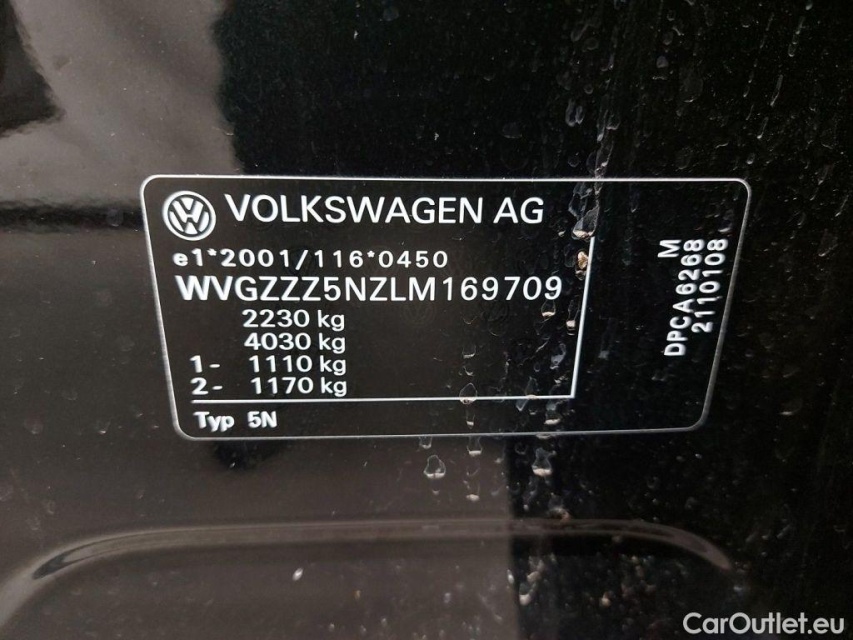 VOLKSWAGEN AG
e1*2001/116*0450
WVGZZZ5NZLM169709
2230 kg
4030 kg
1- 1110 kg
2- 1170 kg
Typ 5N
M
DPCA6268
2110108
CarOutlet.eu